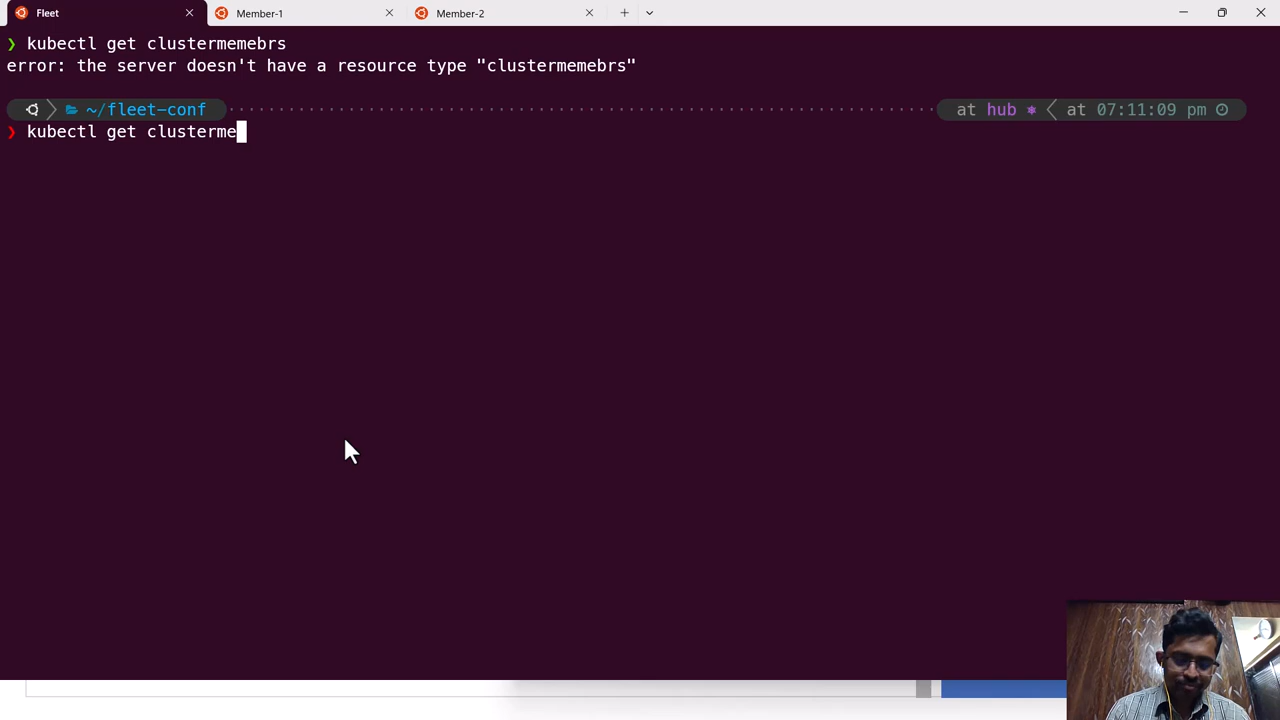 Fleet
Member-1
Member-2
❯ kubectl get clustermemebrs
error: the server doesn't have a resource type "clustermemebrs"
~/fleet-conf at hub at 07:11:09 pm
❯ kubectl get clusterme